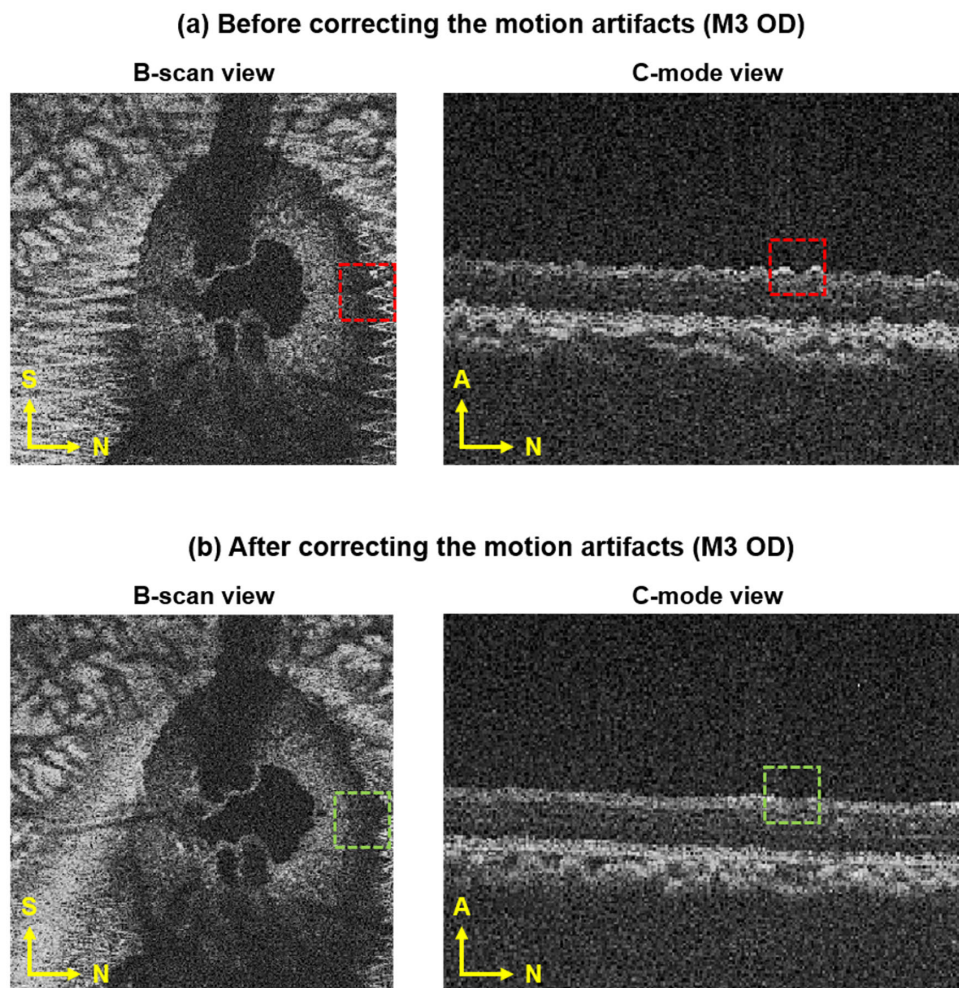 (a) Before correcting the motion artifacts (M3 OD)
B-scan view
C-mode view
S
N
A
N
(b) After correcting the motion artifacts (M3 OD)
B-scan view
C-mode view
S
N
A
N